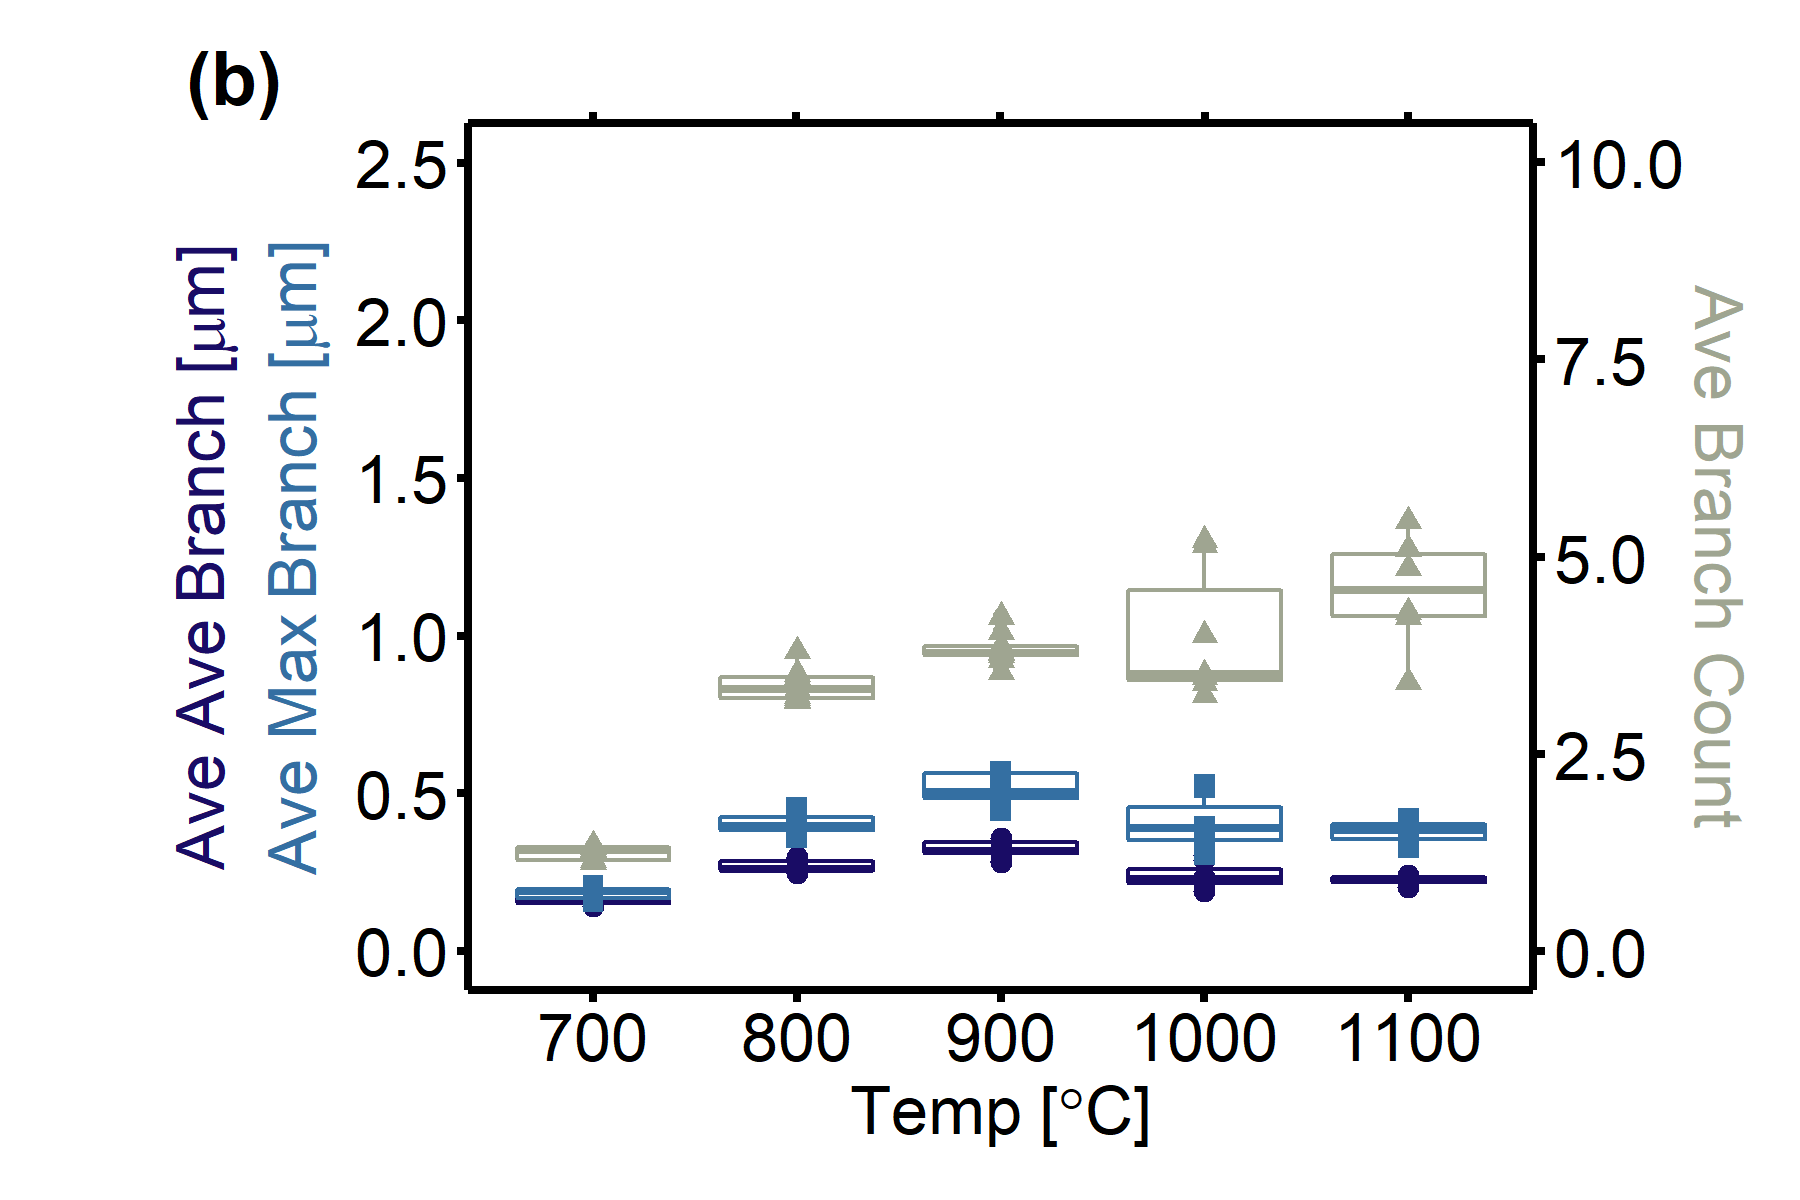 (b)
Ave Ave Branch [μm]
Ave Max Branch [μm]
2.5
2.0
1.5
1.0
0.5
0.0
10.0
7.5
5.0
2.5
0.0
Ave Branch Count
700 800 900 1000 1100
Temp [°C]